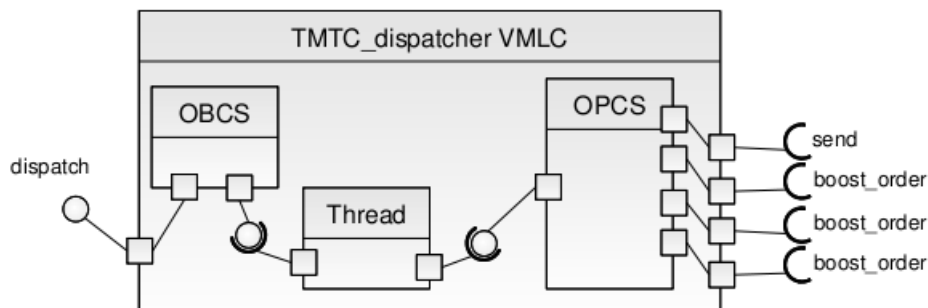 TMTC_dispatcher VMLC
OBCS
OPCS
dispatch
Thread
send
boost_order
boost_order
boost_order